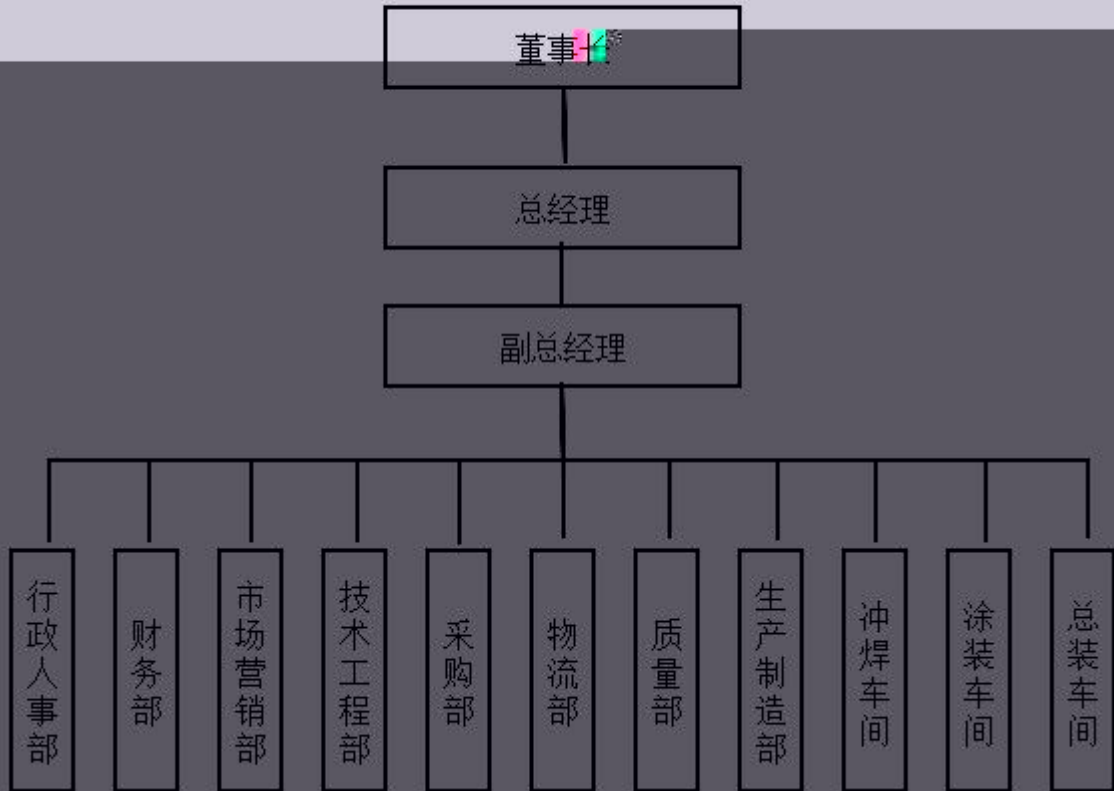 董事长
总经理
副总经理
行政人事部
财务部
市场营销部
技术工程部
采购部
物流部
质量部
生产制造部
冲焊车间
涂装车间
总装车间